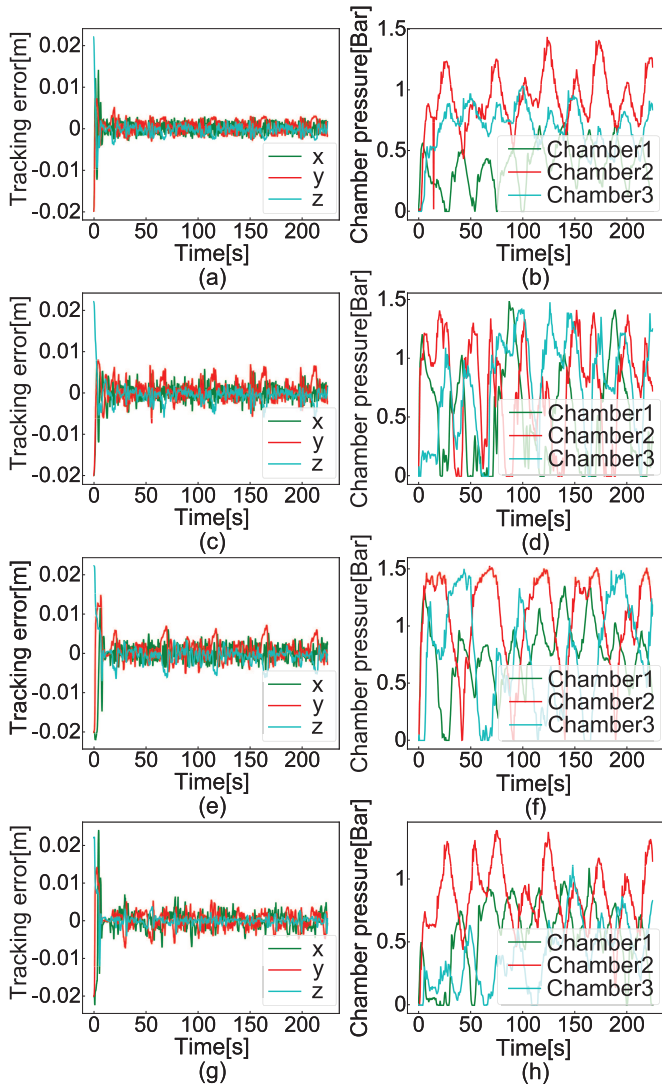 Tracking error[m]
0.02
0.01
0
-0.01
-0.02
x
y
z
0 50 100 150 200
Time[s]
(a)
Chamber pressure[Bar]
1.5
1
0.5
0
Chamber1
Chamber2
Chamber3
0 50 100 150 200
Time[s]
(b)
Tracking error[m]
0.02
0.01
0
-0.01
-0.02
x
y
z
0 50 100 150 200
Time[s]
(c)
Chamber pressure[Bar]
1.5
1
0.5
0
Chamber1
Chamber2
Chamber3
0 50 100 150 200
Time[s]
(d)
Tracking error[m]
0.02
0.01
0
-0.01
-0.02
x
y
z
0 50 100 150 200
Time[s]
(e)
Chamber pressure[Bar]
1.5
1
0.5
0
Chamber1
Chamber2
Chamber3
0 50 100 150 200
Time[s]
(f)
Tracking error[m]
0.02
0.01
0
-0.01
-0.02
x
y
z
0 50 100 150 200
Time[s]
(g)
Chamber pressure[Bar]
1
0.5
0
Chamber1
Chamber2
Chamber3
0 50 100 150 200
Time[s]
(h)